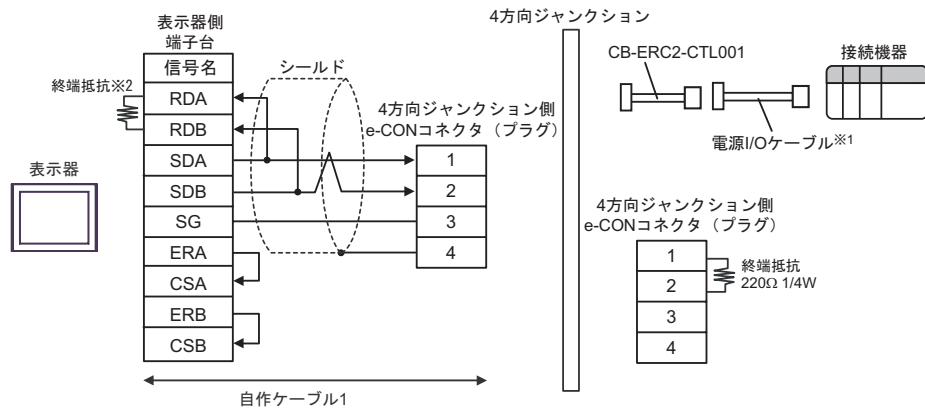 4方向ジャンクション
表示器側
端子台
信号名
RDA
RDB
SDA
SDB
SG
ERA
CSA
ERB
CSB
終端抵抗※2
シールド
表示器
4方向ジャンクション側
e-CONコネクタ（プラグ）
1
2
3
4
自作ケーブル1
CB-ERC2-CTL001
接続機器
電源I/Oケーブル※1
4方向ジャンクション側
e-CONコネクタ（プラグ）
1
2
3
4
終端抵抗
220Ω 1/4W